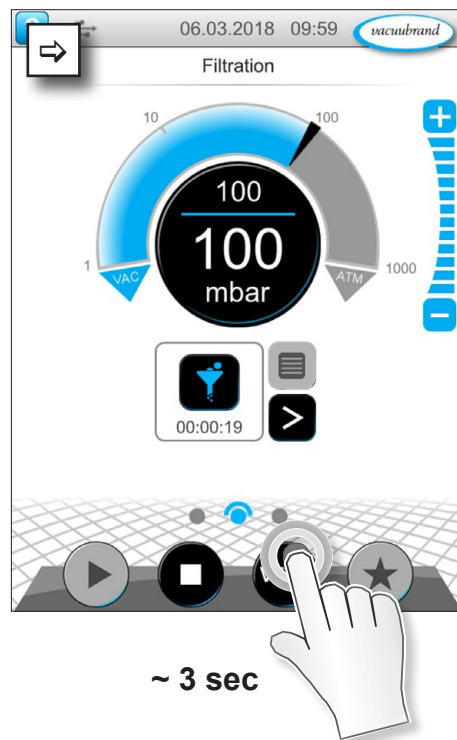 06.03.2018 09:59
vacuubrand
Filtration
10
100
1
VAC
ATM
1000
100
100
mbar
00:00:19
~ 3 sec